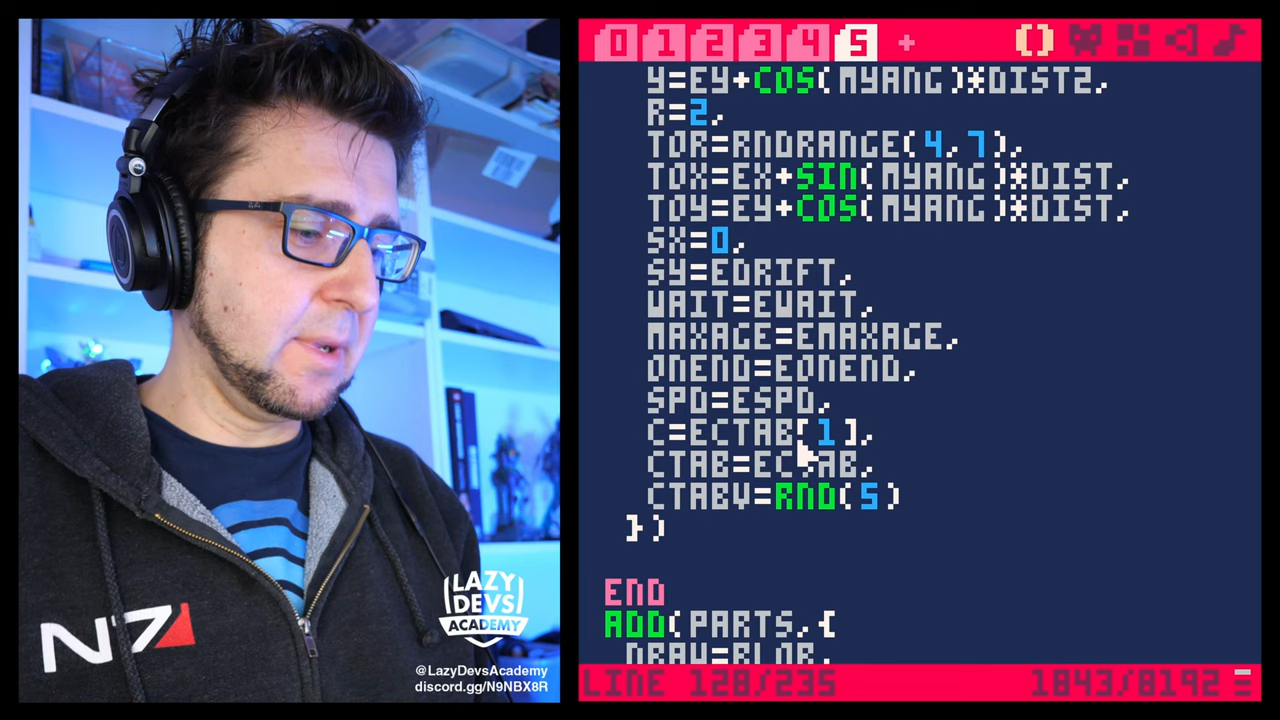 N7
LAZY
DEVS
ACADEMY
@LazyDevsAcademy
discord.gg/N9NBX8R
0 1 2 3 4 5 +
Y=EY+COS(MYANG)*DIST2,
R=2,
TOR=RNDRANGE(4,7),
TOX=EX+SIN(MYANG)*DIST,
TOY=EY+COS(MYANG)*DIST,
SX=0,
SY=EDRIFT,
WAIT=EWAIT,
MAXAGE=EMAXAGE,
ONEND=EONEND,
SPD=ESPD,
C=ECTAB[1],
CTAB=ECTAB,
CTABV=RND(5)
})
END
ADD(PARTS,{
DRAW=BLOB,
LINE 128/235
1843/8192